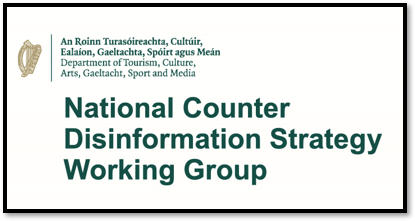 An Roinn Turasóireachta, Cultúir,
Ealaíon, Gaeltachta, Spóirt agus Meán
Department of Tourism, Culture,
Arts, Gaeltacht, Sport and Media
National Counter
Disinformation Strategy
Working Group